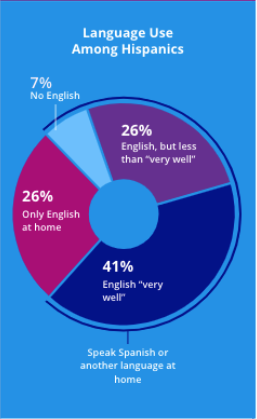 Language Use
Among Hispanics
7%
No English
26%
English, but less
than “very well”
26%
Only English
at home
41%
English “very
well”
Speak Spanish or
another language at
home